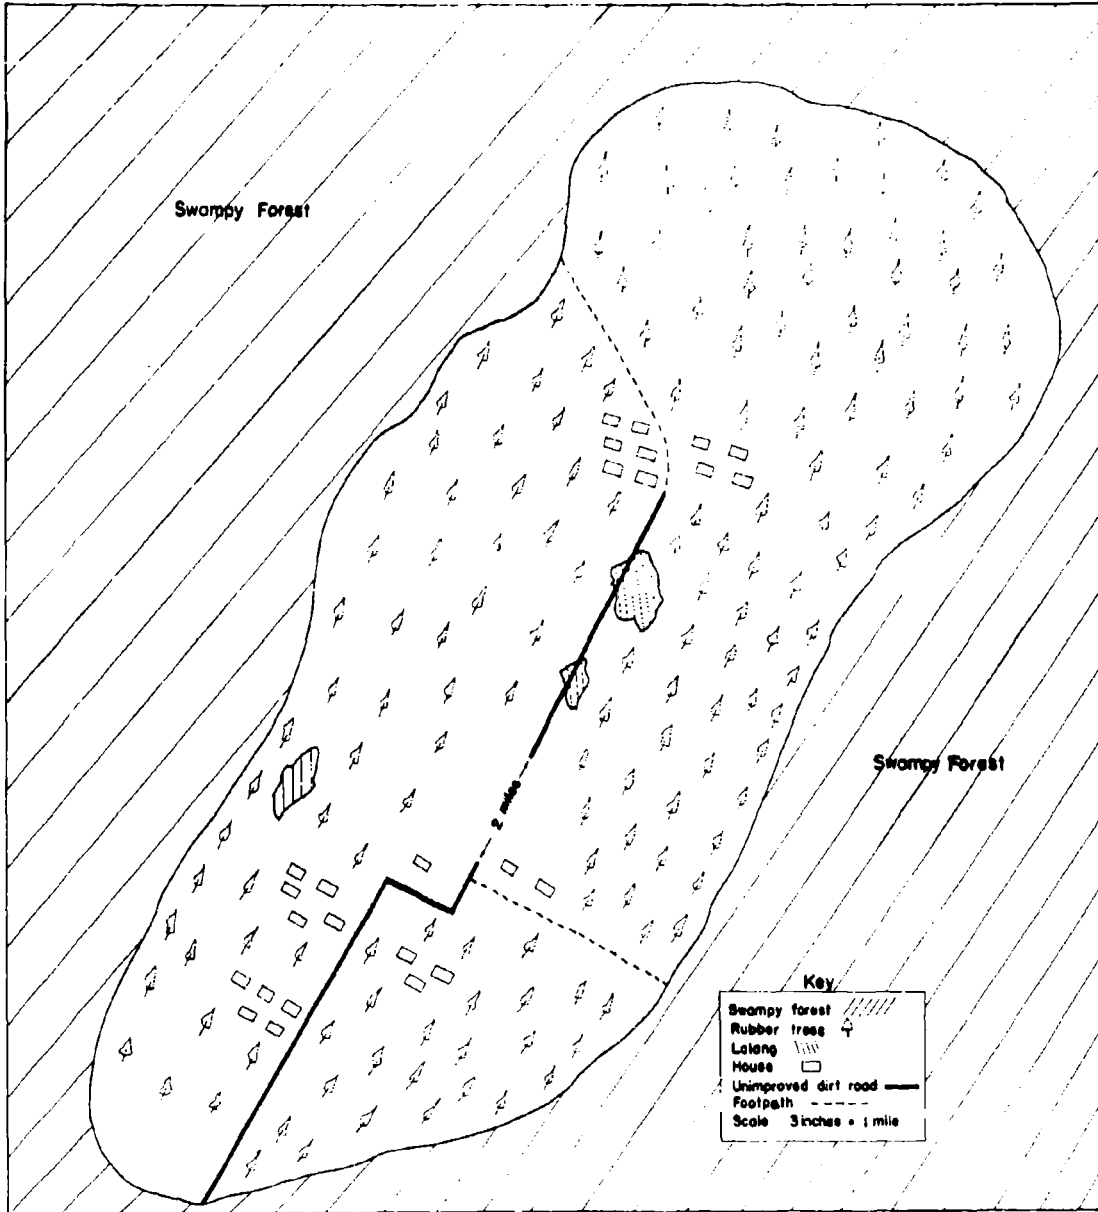 Swampy Forest
2 miles
Swampy Forest
Key
Swampy forest
Rubber trees
Lalang
House
Unimproved dirt road
Footpath
Scale 3 inches = 1 mile